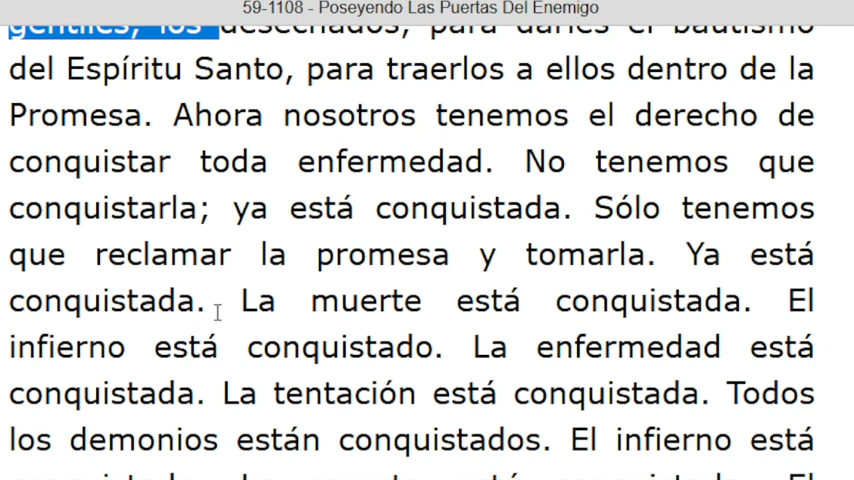 59-1108 - Poseyendo Las Puertas Del Enemigo
gentiles, los desechados, para darles el bautismo
del Espíritu Santo, para traerlos a ellos dentro de la
Promesa. Ahora nosotros tenemos el derecho de
conquistar toda enfermedad. No tenemos que
conquistarla; ya está conquistada. Sólo tenemos
que reclamar la promesa y tomarla. Ya está
conquistada. La muerte está conquistada. El
infierno está conquistado. La enfermedad está
conquistada. La tentación está conquistada. Todos
los demonios están conquistados. El infierno está